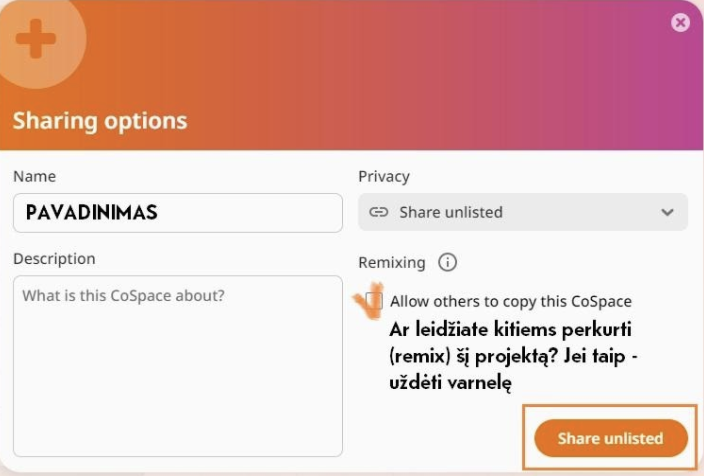 Sharing options
Name
PAVADINIMAS
Privacy
Share unlisted
Description
What is this CoSpace about?
Remixing
Allow others to copy this CoSpace
Ar leidžiate kitiems perkurti
(remix) šį projektą? Jei taip -
uždėti varnelę
Share unlisted